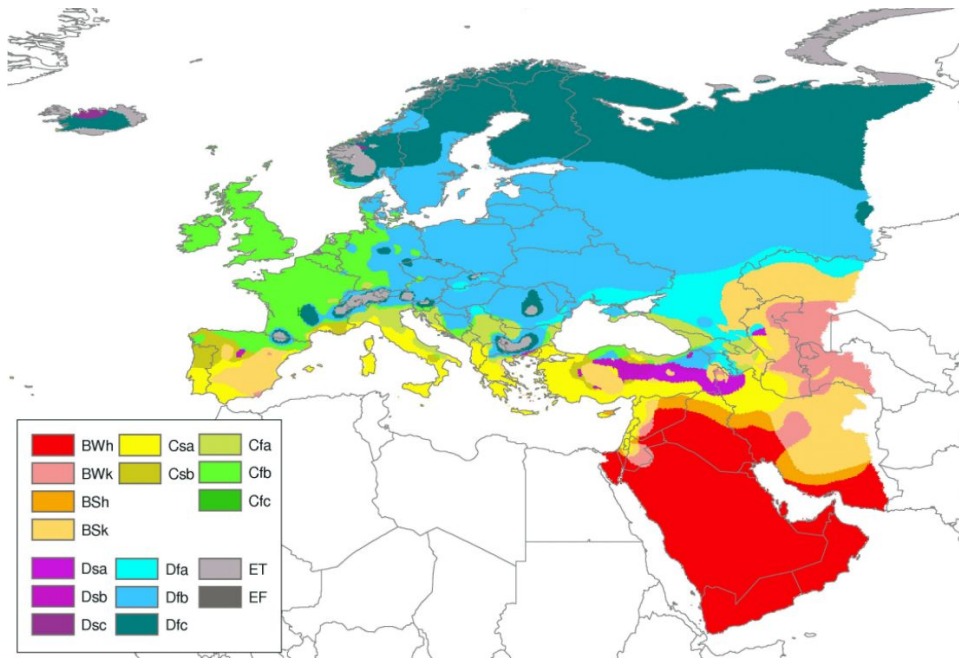 BWh Csa Cfa
BWk Csb Cfb
BSh Cfc
BSk
Dsa Dfa ET
Dsb Dfb EF
Dsc Dfc